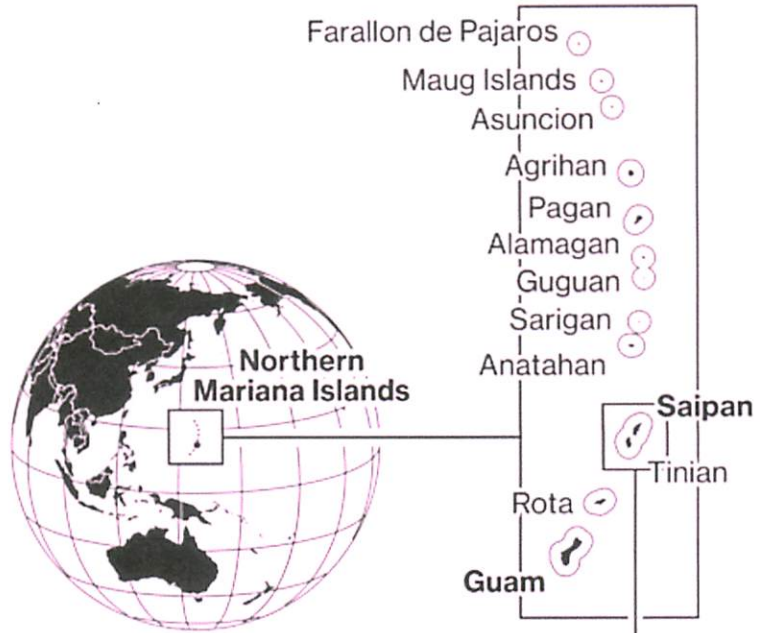 Farallon de Pajaros
Maug Islands
Asuncion
Agrihan
Pagan
Alamagan
Guguan
Sarigan
Anatahan
Northern
Mariana Islands
Saipan
Tinian
Rota
Guam